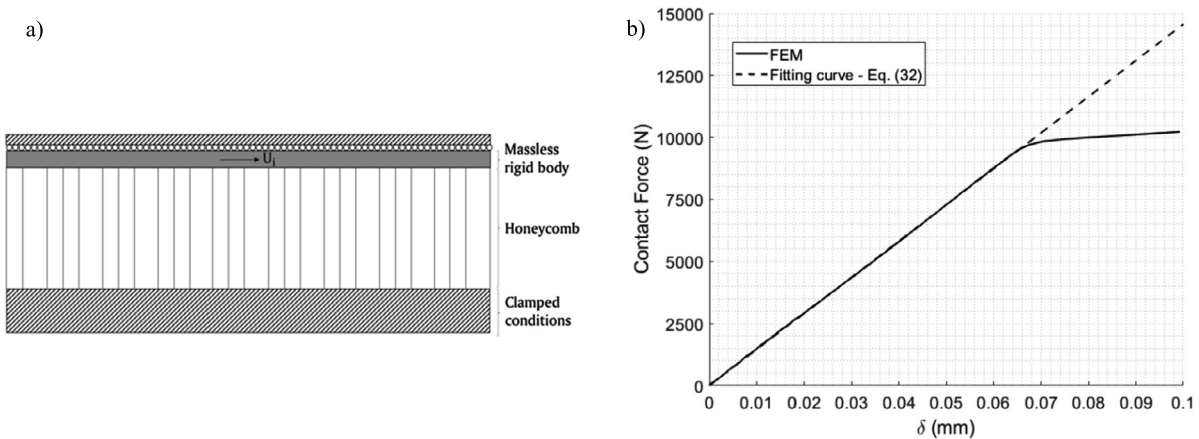 a)
U_i
Massless
rigid body
Honeycomb
Clamped
conditions
b)
15000
12500
10000
7500
5000
2500
0
Contact Force (N)
FEM
Fitting curve - Eq. (32)
0 0.01 0.02 0.03 0.04 0.05 0.06 0.07 0.08 0.09 0.1
δ (mm)